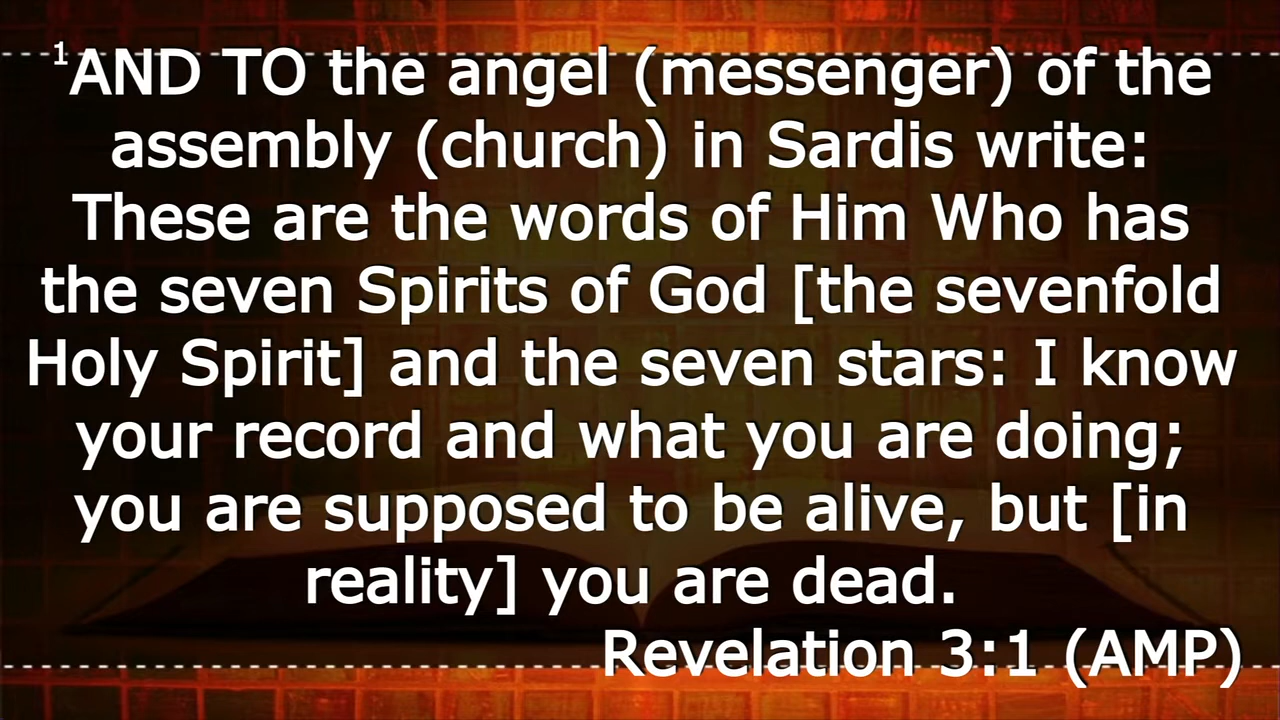 1AND TO the angel (messenger) of the
assembly (church) in Sardis write:
These are the words of Him Who has
the seven Spirits of God [the sevenfold
Holy Spirit] and the seven stars: I know
your record and what you are doing;
you are supposed to be alive, but [in
reality] you are dead.
Revelation 3:1 (AMP)